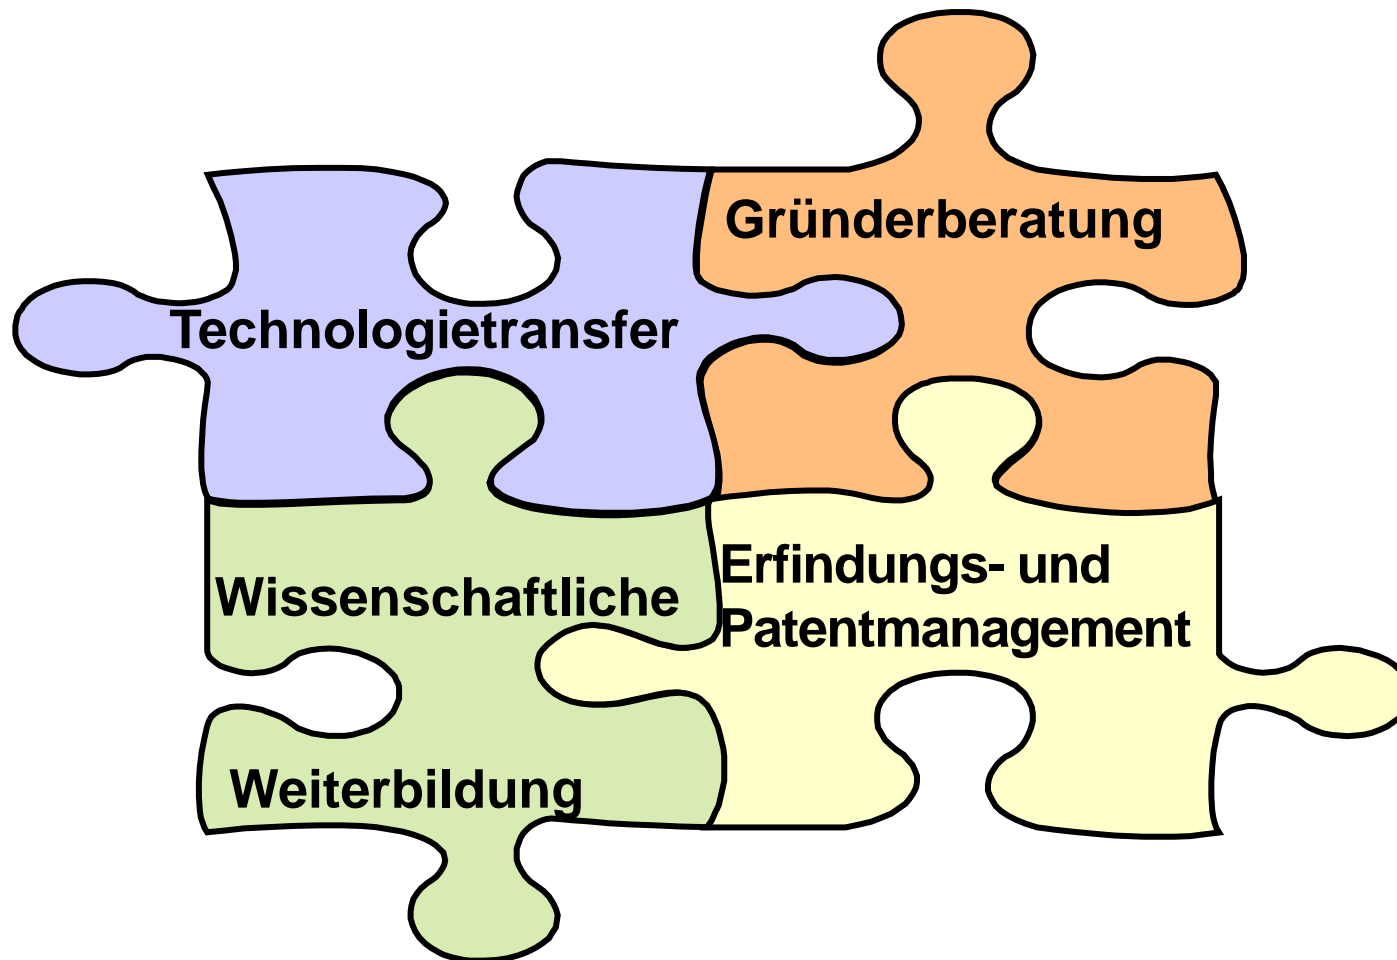 Gründerberatung
Technologietransfer
Wissenschaftliche
Weiterbildung
Erfindungs- und
Patentmanagement